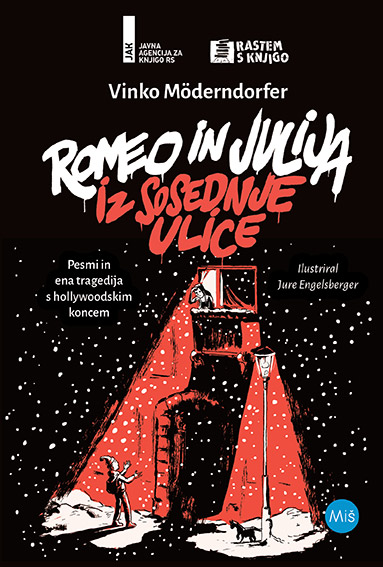 JAK
JAVNA
AGENCIJA ZA
KNJIGO RS
RASTEM
S KNJIGO
Vinko Möderndorfer
ROMEO IN JULIJA
IZ SOSEDNJE
ULICE
Pesmi in
ena tragedija
s hollywoodskim
koncem
Ilustriral
Jure Engelsberger
Miš